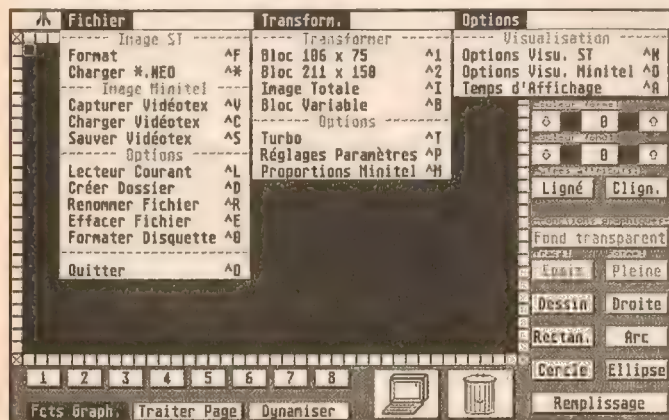 Fichier Transform. Options
Image ST
Format ^F
Charger *.NEO ^*
Image Minitel
Capturer Vidéotex ^V
Charger Vidéotex ^C
Sauver Vidéotex ^S
Options
Lecteur Courant ^L
Créer Dossier ^D
Renommer Fichier ^R
Effacer Fichier ^E
Formater Disquette ^0
Quitter ^Q
Transformer
Bloc 106 x 75 ^1
Bloc 211 x 150 ^2
Image Totale ^I
Bloc Variable ^B
Options
Turbo ^T
Réglages Paramètres ^P
Proportions Minitel ^M
Visualisation
Options Visu. ST ^N
Options Visu. Minitel ^O
Temps d'Affichage ^A
0
0
Ligné Clign.
Fonctions graphiques
Fond transparent
Epais Pleine
Dessin Droite
Rectan. Arc
Cercle Ellipse
Remplissage
1 2 3 4 5 6 7 8
Fcts Graph. Traiter Page Dynamiser